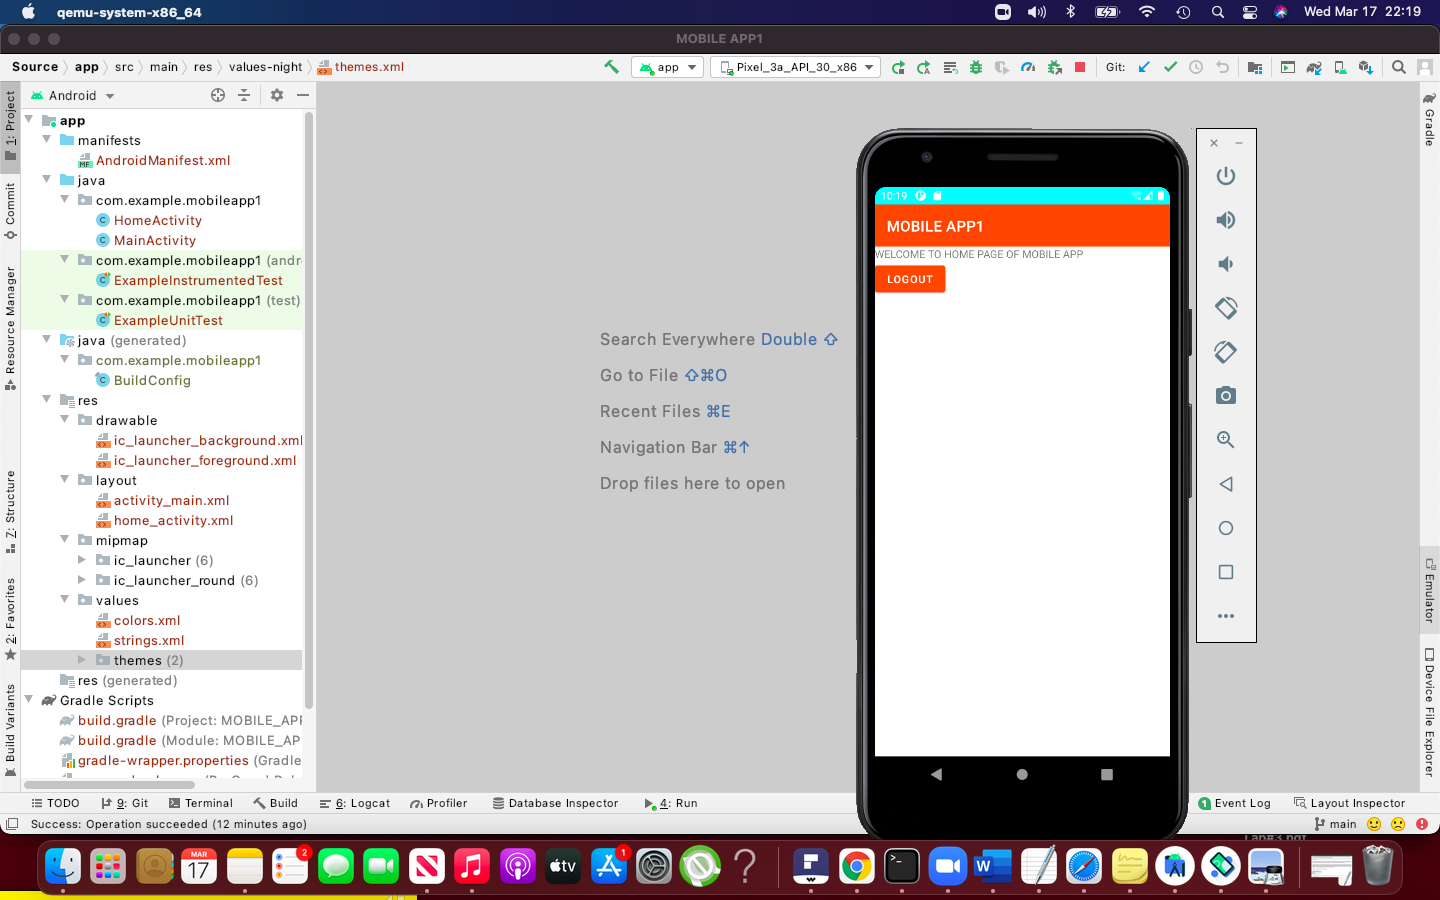 qemu-system-x86_64
Wed Mar 17 22:19
MOBILE APP1
Source app src main res values-night themes.xml
app
Pixel_3a_API_30_x86
Git:
Android
1: Project
Commit
Resource Manager
Z: Structure
2: Favorites
Build Variants
app
manifests
AndroidManifest.xml
java
com.example.mobileapp1
HomeActivity
MainActivity
com.example.mobileapp1 (andr
ExampleInstrumentedTest
com.example.mobileapp1 (test)
ExampleUnitTest
java (generated)
com.example.mobileapp1
BuildConfig
res
drawable
ic_launcher_background.xml
ic_launcher_foreground.xml
layout
activity_main.xml
home_activity.xml
mipmap
ic_launcher (6)
ic_launcher_round (6)
values
colors.xml
strings.xml
themes (2)
res (generated)
Gradle Scripts
build.gradle (Project: MOBILE_APP
build.gradle (Module: MOBILE_AP
gradle-wrapper.properties (Gradle
Search Everywhere Double ⇧
Go to File ⇧⌘O
Recent Files ⌘E
Navigation Bar ⌘↑
Drop files here to open
10:19
MOBILE APP1
WELCOME TO HOME PAGE OF MOBILE APP
LOGOUT
Gradle
Emulator
Device File Explorer
TODO
9: Git
Terminal
Build
6: Logcat
Profiler
Database Inspector
4: Run
1 Event Log
Layout Inspector
Success: Operation succeeded (12 minutes ago)
main
MAR
17
2
tv
1
W